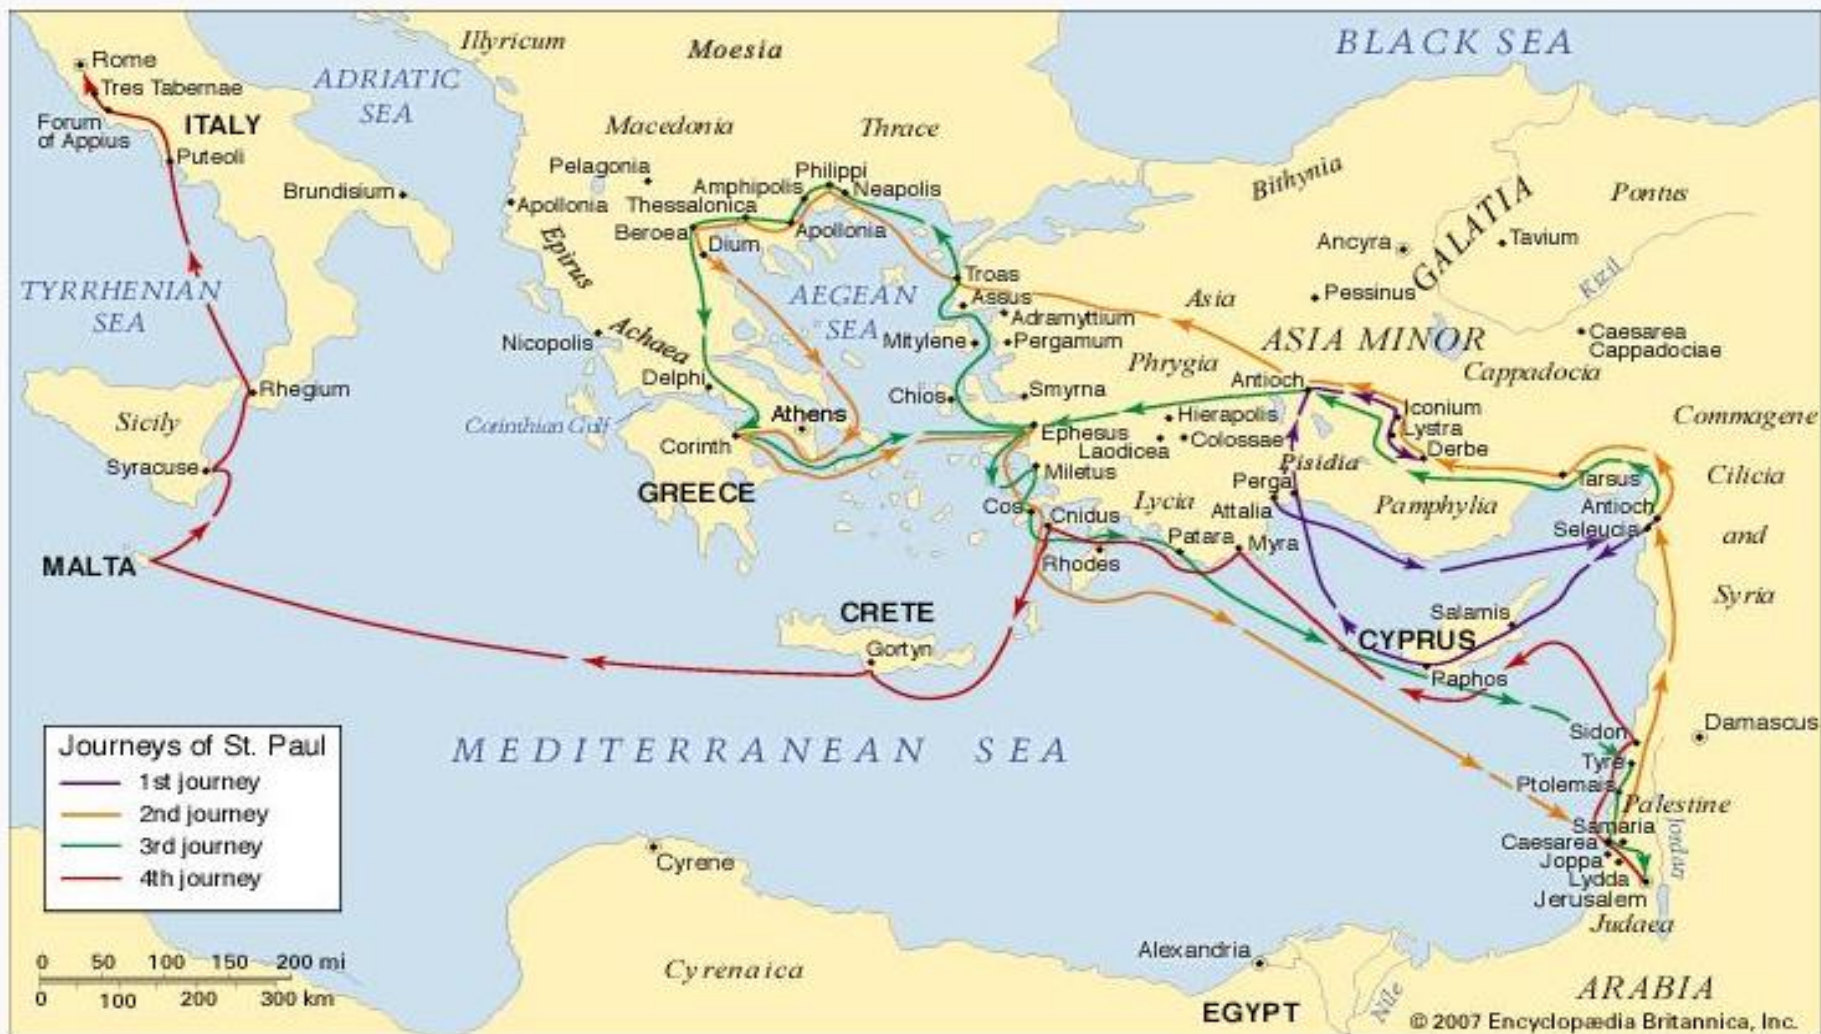 Illyricum
Moesia
BLACK SEA
Rome
Tres Tabernae
ADRIATIC
SEA
Forum
of Appius
ITALY
Macedonia
Thrace
Puteoli
Pelagonia
Philippi
Bithynia
Brundisium
Amphipolis
Neapolis
GALATIA
Pontus
Apollonia
Thessalonica
Beroea
Dium
Apollonia
Ancyra
Tavium
Epirus
Kizil
TYRRHENIAN
SEA
AEGEAN
SEA
Troas
Assus
Asia
Pessinus
Adramyttium
Achaea
Nicopolis
Mitylene
Pergamum
ASIA MINOR
Caesarea
Cappadociae
Phrygia
Cappadocia
Delphi
Antioch
Rhegium
Chios
Smyrna
Sicily
Corinthian Golf
Athens
Hierapolis
Iconium
Lystra
Commagene
Corinth
Ephesus
Laodicea
Colossae
Derbe
Syracuse
Miletus
Pisidia
Tarsus
Cilicia
GREECE
Perga
Lycia
Attalia
Pamphylia
Antioch
Cos
Cnidus
Seleucia
and
Patara
Myra
MALTA
Rhodes
Syria
CRETE
Salamis
CYPRUS
Gortyn
Paphos
Damascus
Sidon
MEDITERRANEAN SEA
Tyre
Ptolemais
Palestine
Samaria
Caesarea
Jordan
Joppa
Lydda
Jerusalem
Judaea
Journeys of St. Paul
1st journey
2nd journey
3rd journey
4th journey
Cyrene
Alexandria
Cyrenaica
0 50 100 150 200 mi
0 100 200 300 km
EGYPT
Nile
ARABIA
© 2007 Encyclopædia Britannica, Inc.